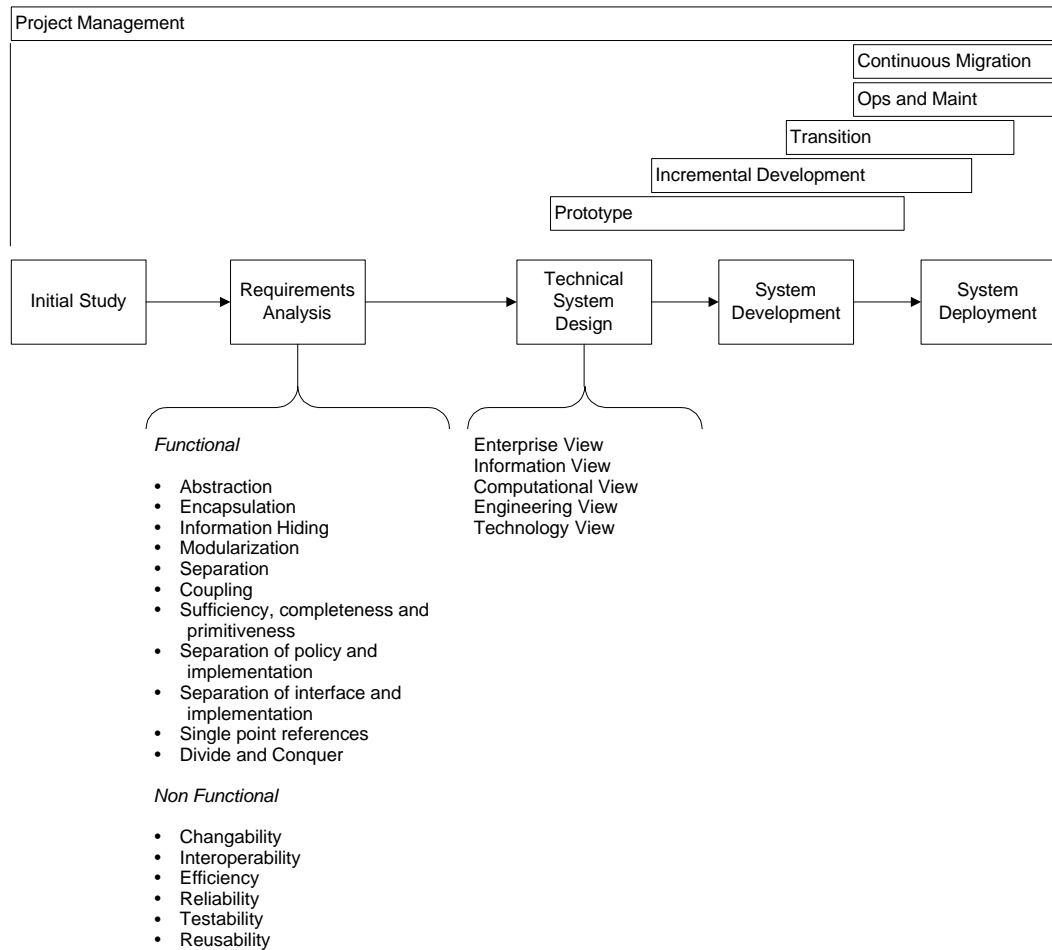 Project Management
Continuous Migration
Ops and Maint
Transition
Incremental Development
Prototype
Initial Study
Requirements
Analysis
Technical
System
Design
System
Development
System
Deployment
Functional
• Abstraction
• Encapsulation
• Information Hiding
• Modularization
• Separation
• Coupling
• Sufficiency, completeness and
primitiveness
• Separation of policy and
implementation
• Separation of interface and
implementation
• Single point references
• Divide and Conquer
Non Functional
• Changability
• Interoperability
• Efficiency
• Reliability
• Testability
• Reusability
Enterprise View
Information View
Computational View
Engineering View
Technology View